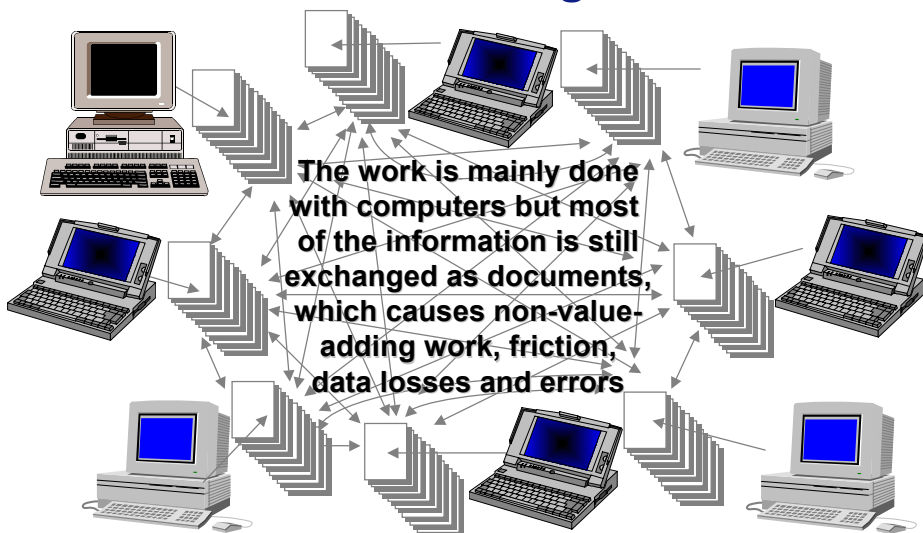 The work is mainly done
with computers but most
of the information is still
exchanged as documents,
which causes non-value-
adding work, friction,
data losses and errors